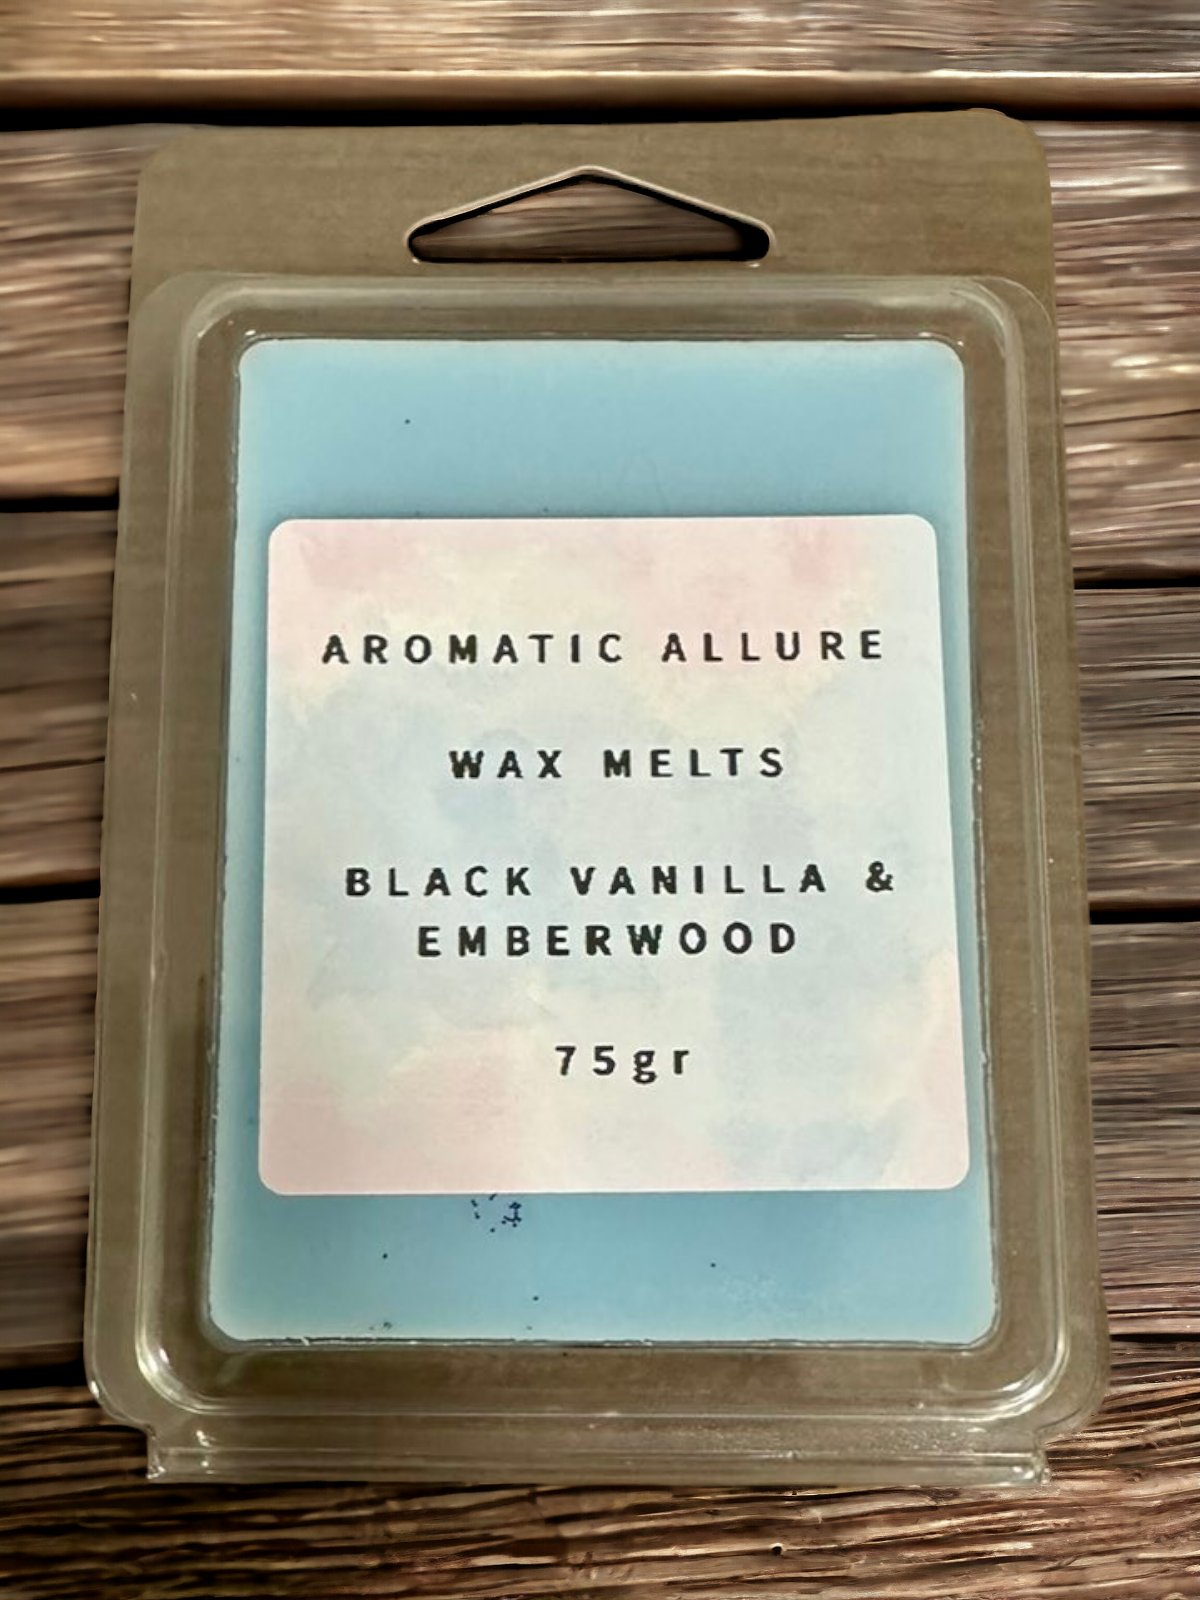 AROMATIC ALLURE
WAX MELTS
BLACK VANILLA &
EMBERWOOD
75gr